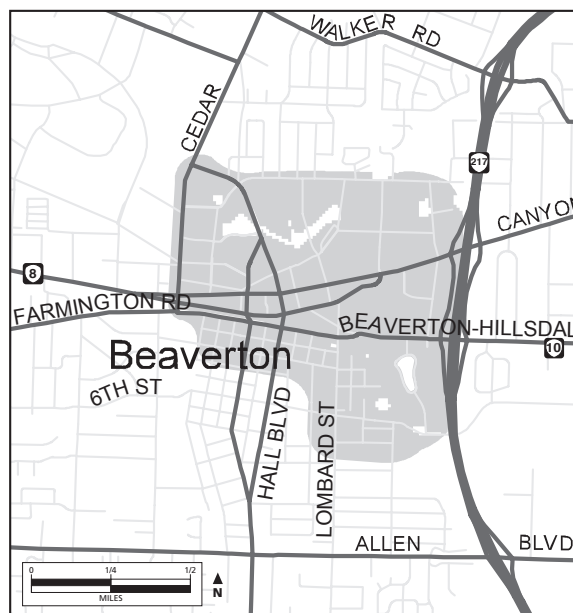 WALKER RD
CEDAR
217
CANYON
8
FARMINGTON RD
BEAVERTON-HILLSDAL
10
Beaverton
6TH ST
HALL BLVD
LOMBARD ST
ALLEN BLVD
0 1/4 1/2
MILES
N